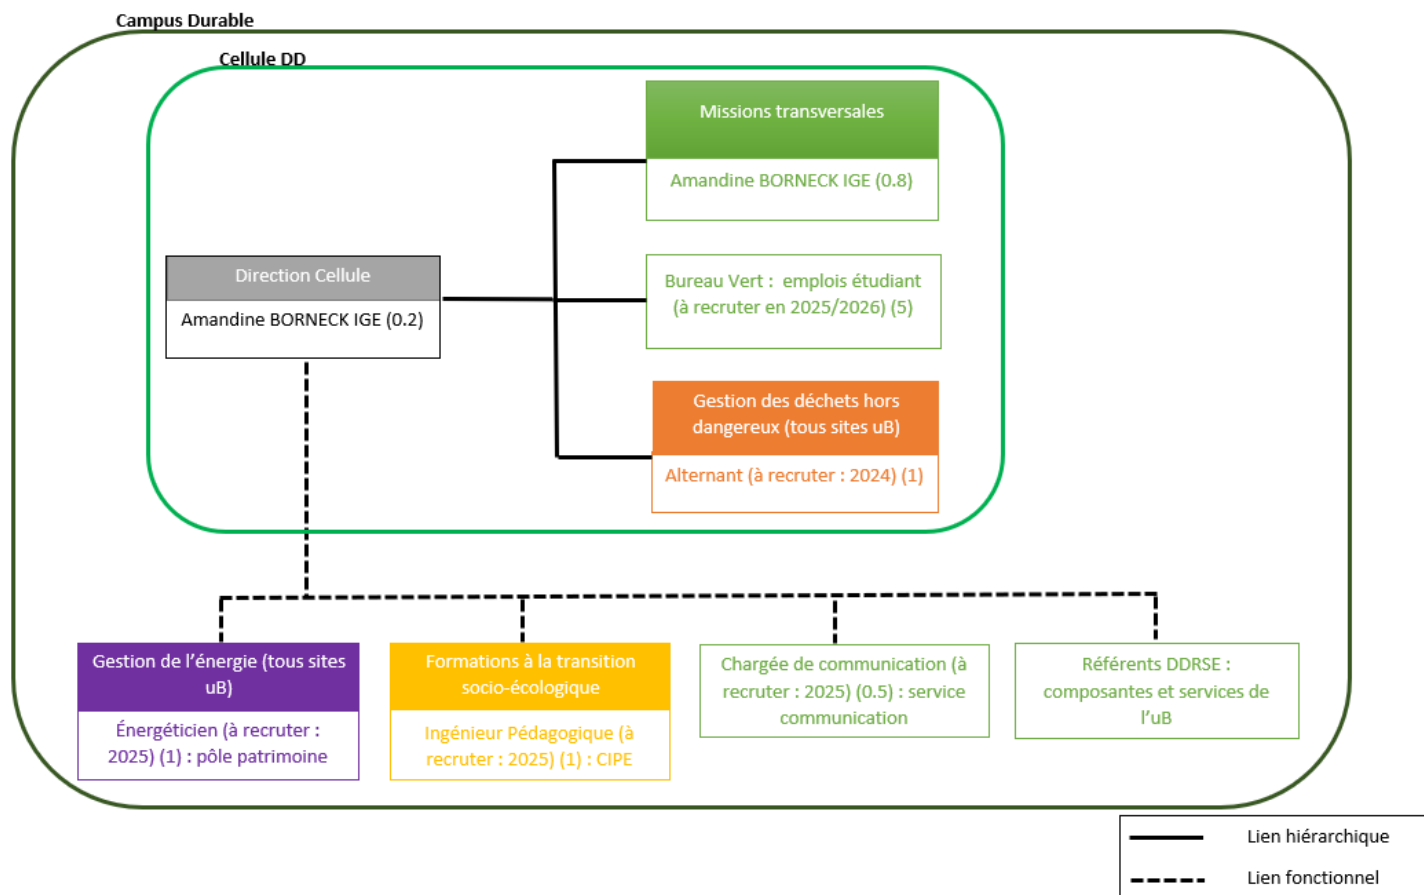 Campus Durable
Cellule DD
Missions transversales
Amandine BORNECK IGE (0.8)
Direction Cellule
Amandine BORNECK IGE (0.2)
Bureau Vert :  emplois étudiant
(à recruter en 2025/2026) (5)
Gestion des déchets hors
dangereux (tous sites uB)
Alternant (à recruter : 2024) (1)
Gestion de l’énergie (tous sites
uB)
Énergéticien (à recruter :
2025) (1) : pôle patrimoine
Formations à la transition
socio-écologique
Ingénieur Pédagogique (à
recruter : 2025) (1) : CIPE
Chargée de communication (à
recruter : 2025) (0.5) : service
communication
Référents DDRSE :
composantes et services de
l’uB
Lien hiérarchique
Lien fonctionnel